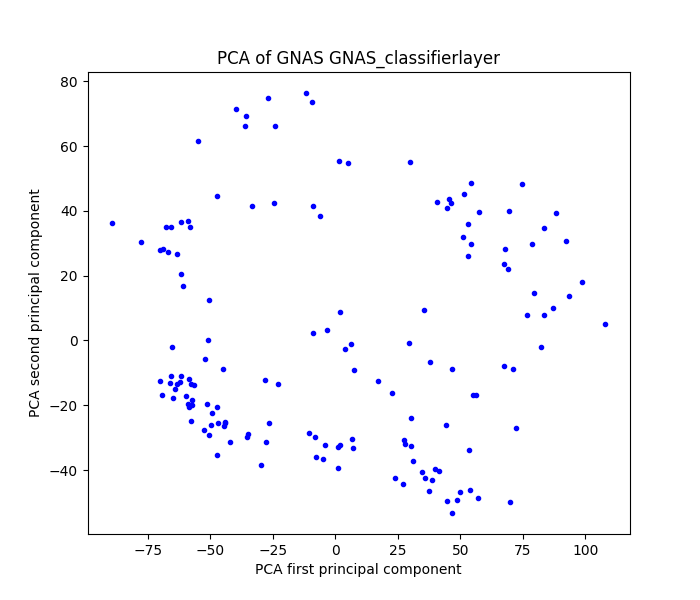 PCA of GNAS GNAS_classifierlayer
80
60
40
20
0
−20
−40
PCA second principal component
−75 −50 −25 0 25 50 75 100
PCA first principal component